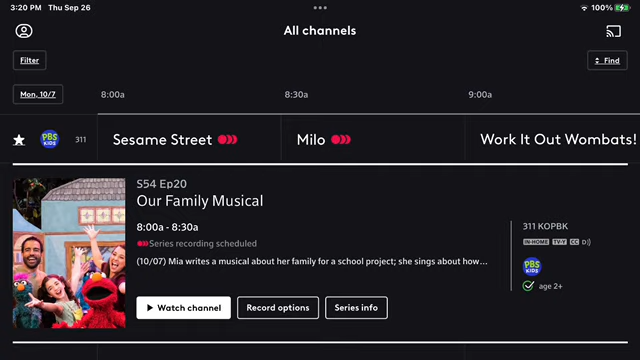 3:20 PM Thu Sep 26
100%
All channels
Filter
Find
Mon, 10/7
8:00a
8:30a
9:00a
PBS KIDS
311
Sesame Street
Milo
Work It Out Wombats!
S54 Ep20
Our Family Musical
8:00a - 8:30a
Series recording scheduled
(10/07) Mia writes a musical about her family for a school project; she sings about how...
311 KOPBK
IN-HOME TV-Y CC D))
PBS KIDS
age 2+
Watch channel
Record options
Series info